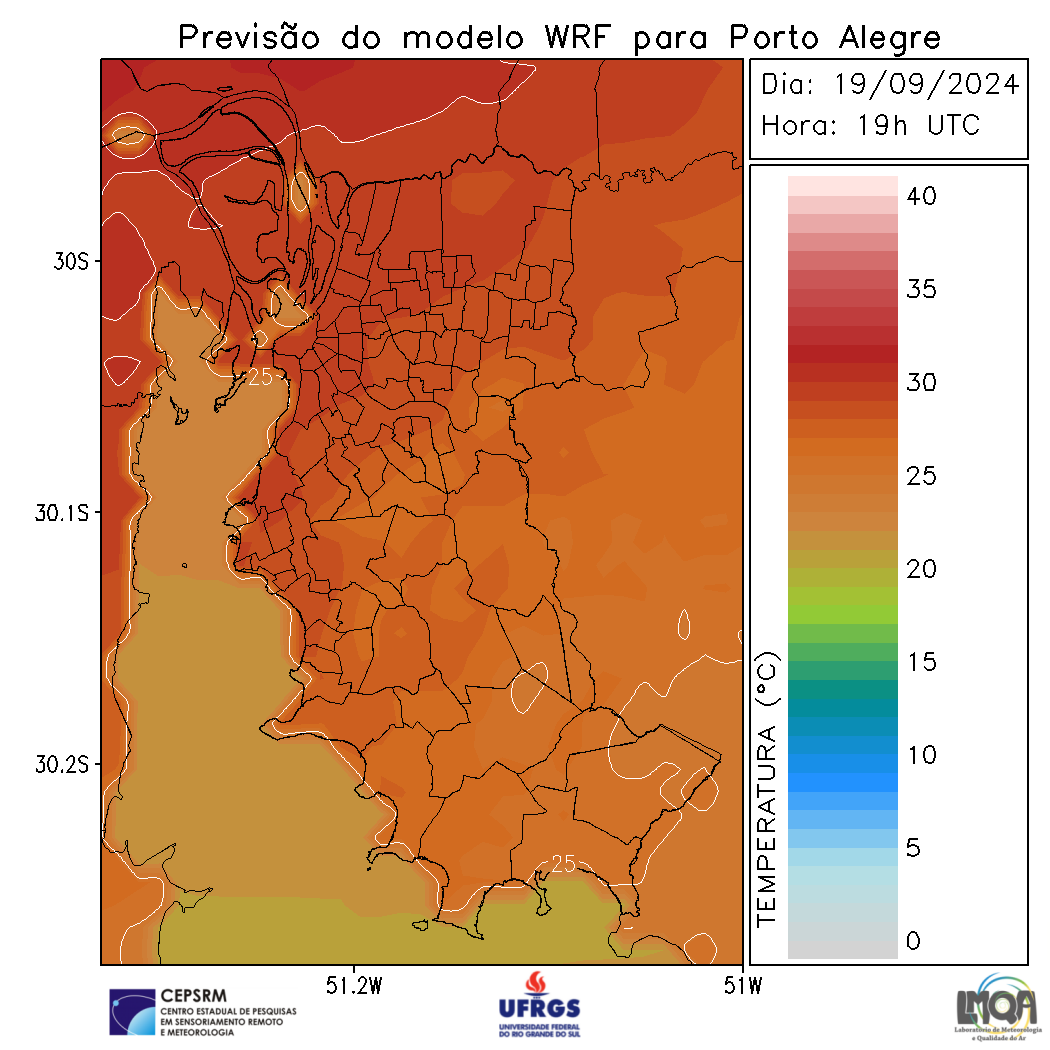 Previsão do modelo WRF para Porto Alegre
Dia: 19/09/2024
Hora: 19h UTC
40
35
30
25
20
15
10
5
0
TEMPERATURA (°C)
30S
30.1S
30.2S
25
25
51.2W
51W
CEPSRM
CENTRO ESTADUAL DE PESQUISAS
EM SENSORIAMENTO REMOTO
E METEOROLOGIA
UFRGS
UNIVERSIDADE FEDERAL
DO RIO GRANDE DO SUL
LMQA
Laboratório de Meteorologia
e Qualidade do Ar